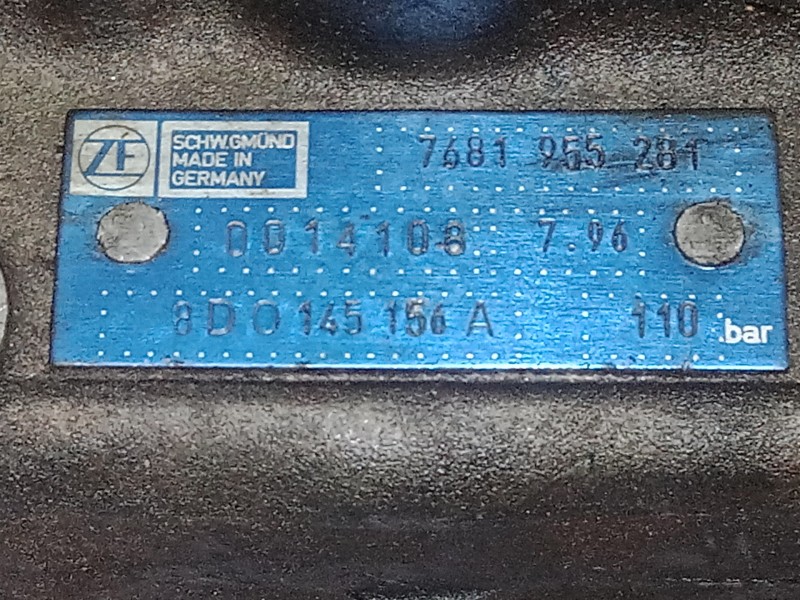 ZF
SCHW.GMÜND
MADE IN
GERMANY
7681 955 281
0014108 7.96
8D0 145 156 A 110 .bar